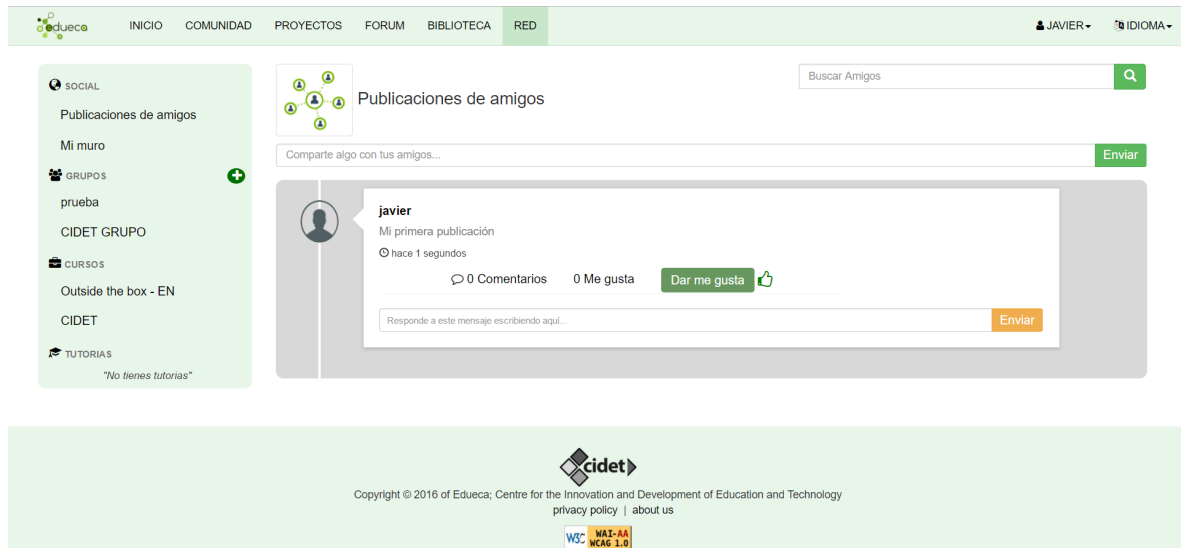 edueca INICIO COMUNIDAD PROYECTOS FORUM BIBLIOTECA RED JAVIER IDIOMA
SOCIAL
Publicaciones de amigos
Mi muro
GRUPOS
prueba
CIDET GRUPO
CURSOS
Outside the box - EN
CIDET
TUTORIAS
"No tienes tutorias"
Buscar Amigos
Publicaciones de amigos
Comparte algo con tus amigos... Enviar
javier
Mi primera publicación
hace 1 segundos
0 Comentarios 0 Me gusta Dar me gusta
Responde a este mensaje escribiendo aquí... Enviar
cidet
Copyright © 2016 of Edueca; Centre for the Innovation and Development of Education and Technology
privacy policy | about us
W3C WAI-AA
WCAG 1.0